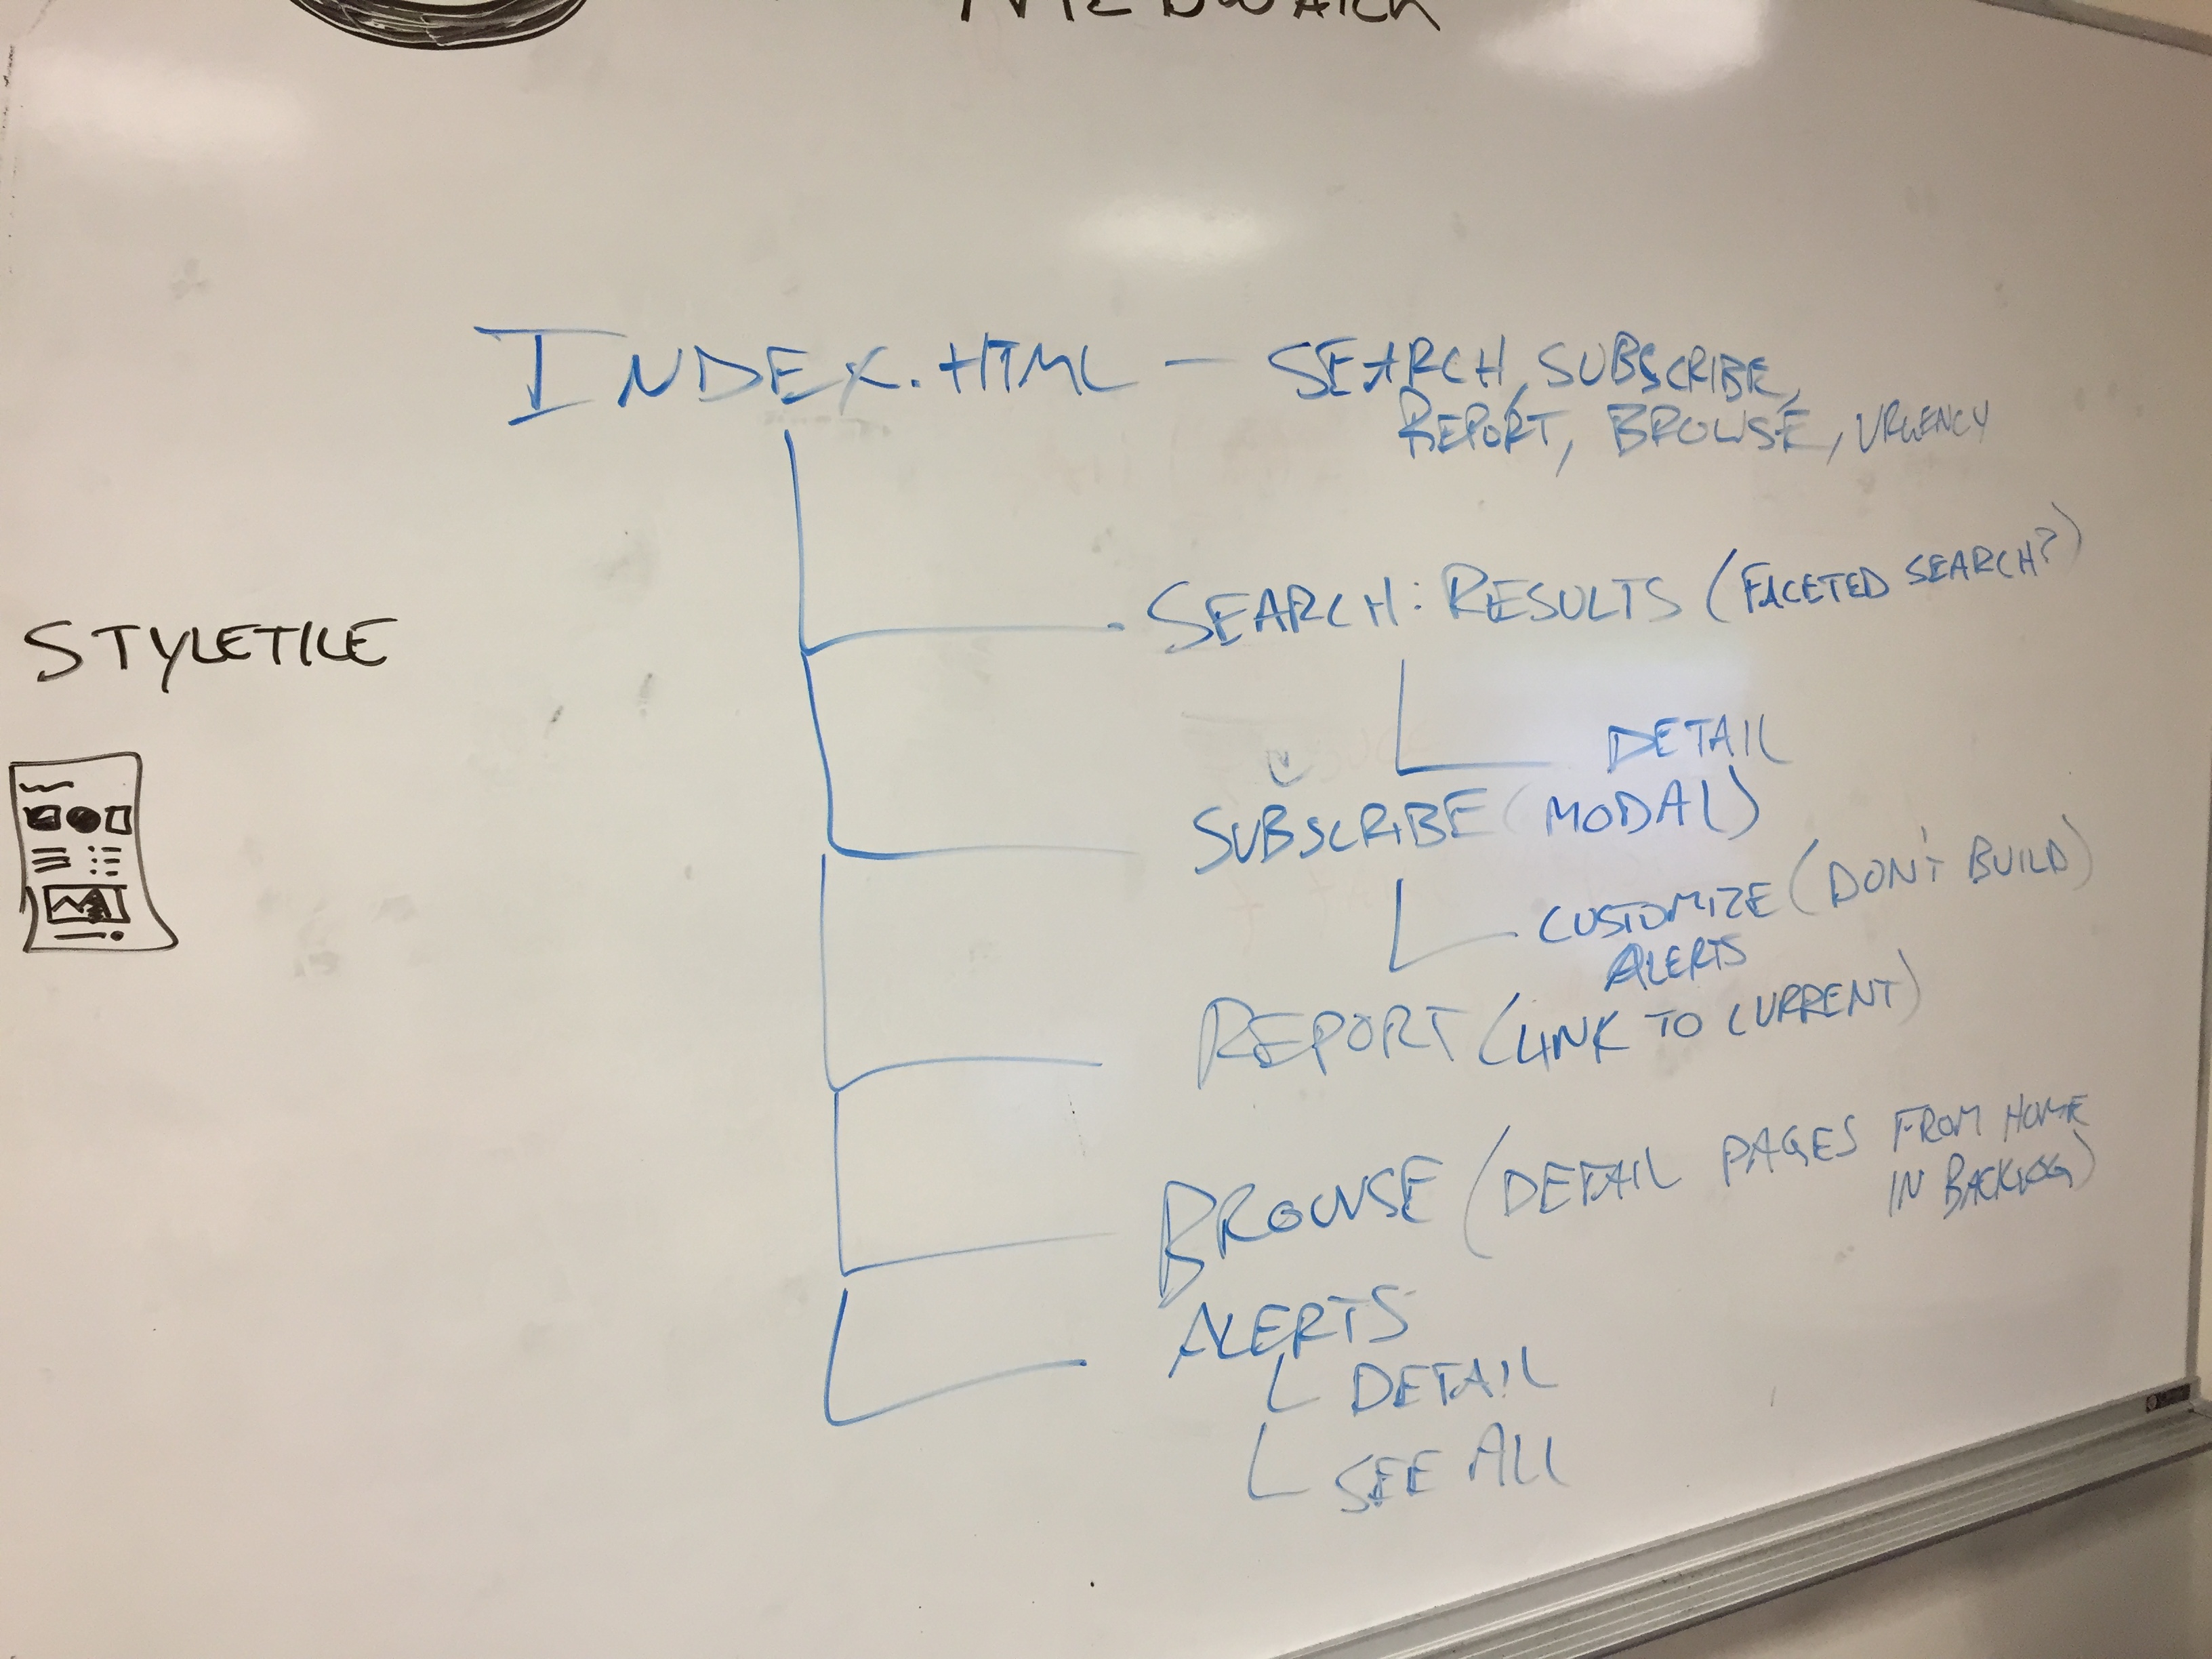 MEDWATCH
INDEX.HTML — SEARCH, SUBSCRIBE,
REPORT, BROWSE, URGENCY
SEARCH: RESULTS (FACETED SEARCH?)
STYLETILE
DETAIL
SUBSCRIBE (MODAL)
CUSTOMIZE (DON'T BUILD)
ALERTS
REPORT (LINK TO CURRENT)
BROWSE (DETAIL PAGES FROM HOME
IN BACKLOG)
ALERTS
DETAIL
SEE ALL